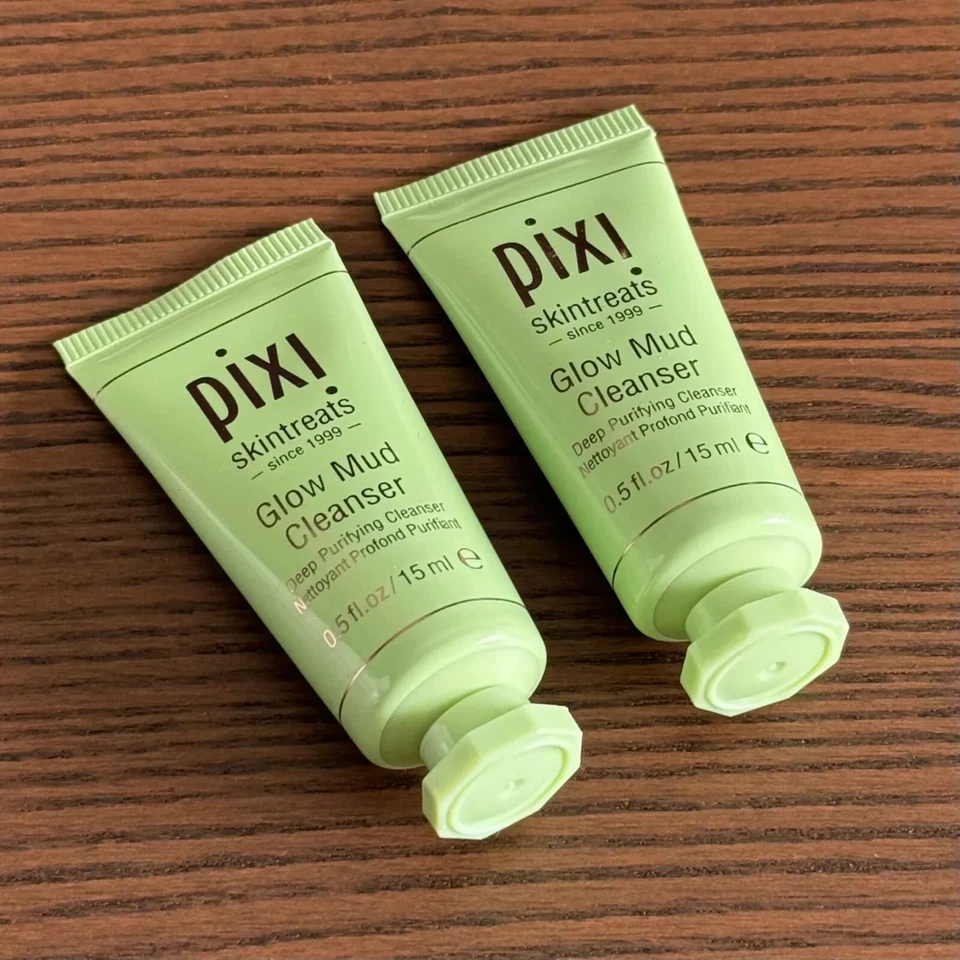 pixi
skintreats
— since 1999 —
Glow Mud
Cleanser
Deep Purifying Cleanser
Nettoyant Profond Purifiant
0.5 fl.oz/15 ml ℮
pixi
skintreats
— since 1999 —
Glow Mud
Cleanser
Deep Purifying Cleanser
Nettoyant Profond Purifiant
0.5 fl.oz/15 ml ℮